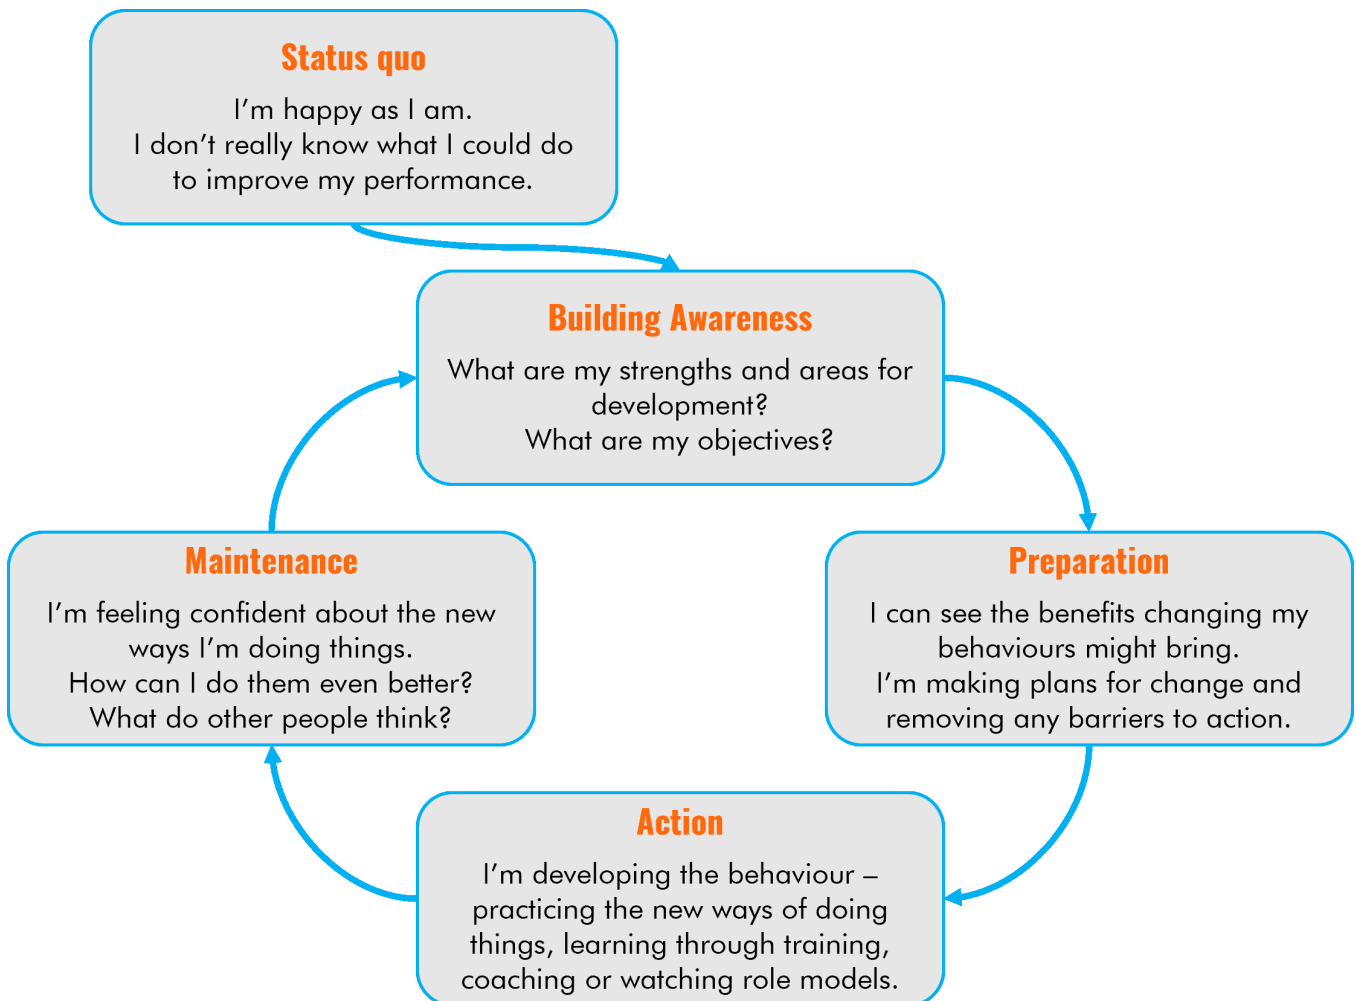 Status quo
I'm happy as I am.
I don't really know what I could do
to improve my performance.
Building Awareness
What are my strengths and areas for
development?
What are my objectives?
Maintenance
I'm feeling confident about the new
ways I'm doing things.
How can I do them even better?
What do other people think?
Preparation
I can see the benefits changing my
behaviours might bring.
I'm making plans for change and
removing any barriers to action.
Action
I'm developing the behaviour –
practicing the new ways of doing
things, learning through training,
coaching or watching role models.